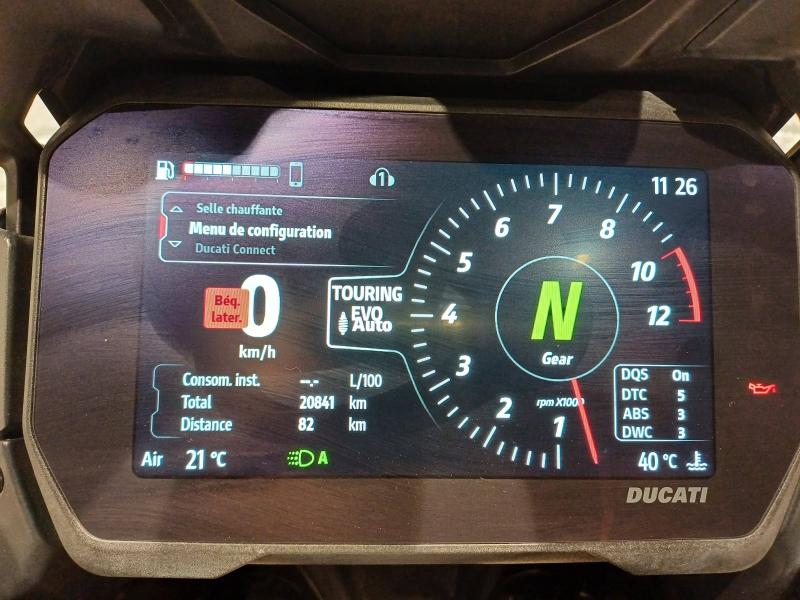 1
11 26
Selle chauffante
Menu de configuration
Ducati Connect
Béq.
later.
0
km/h
TOURING
EVO
Auto
1
2
3
4
5
6
7
8
10
12
N
Gear
rpm X1000
Consom. inst. --.- L/100
Total 20841 km
Distance 82 km
DQS On
DTC 5
ABS 3
DWC 3
Air 21 °C
A
40 °C
DUCATI